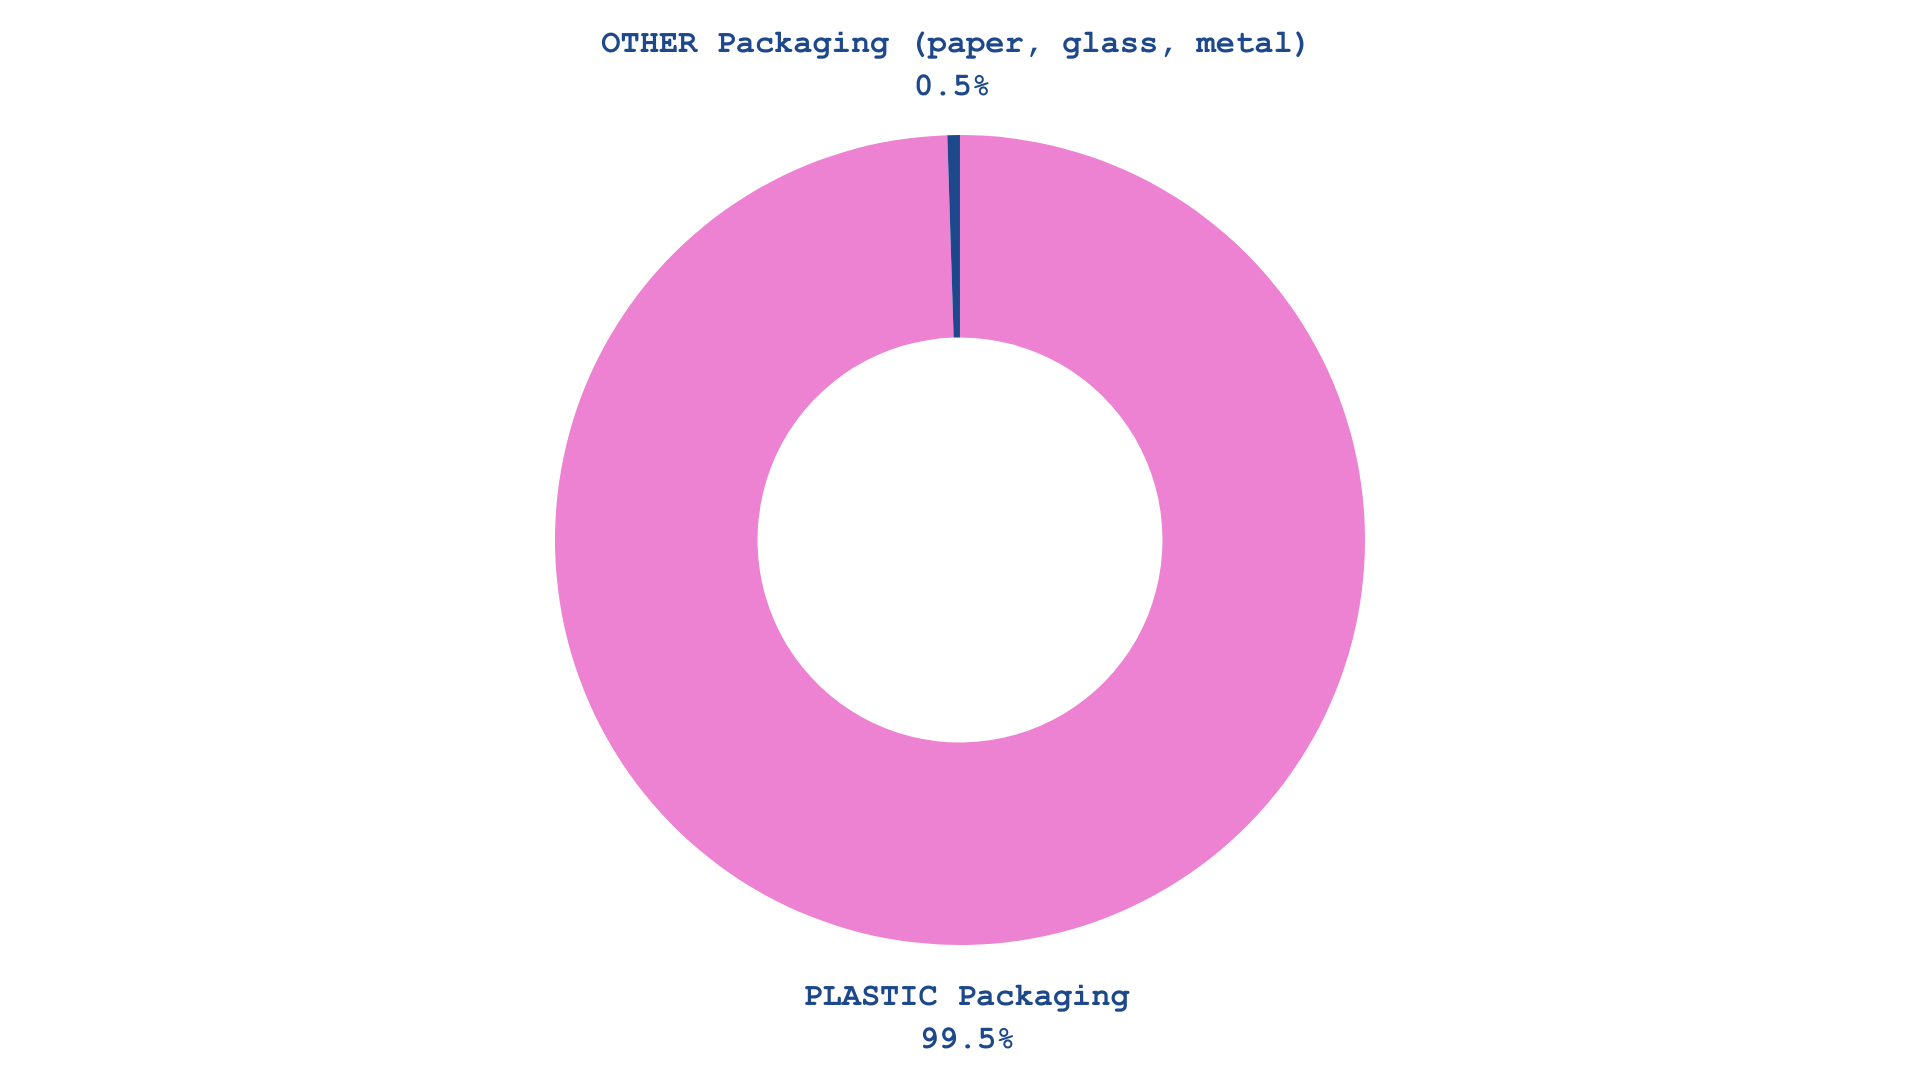 OTHER Packaging (paper, glass, metal)
0.5%
PLASTIC Packaging
99.5%